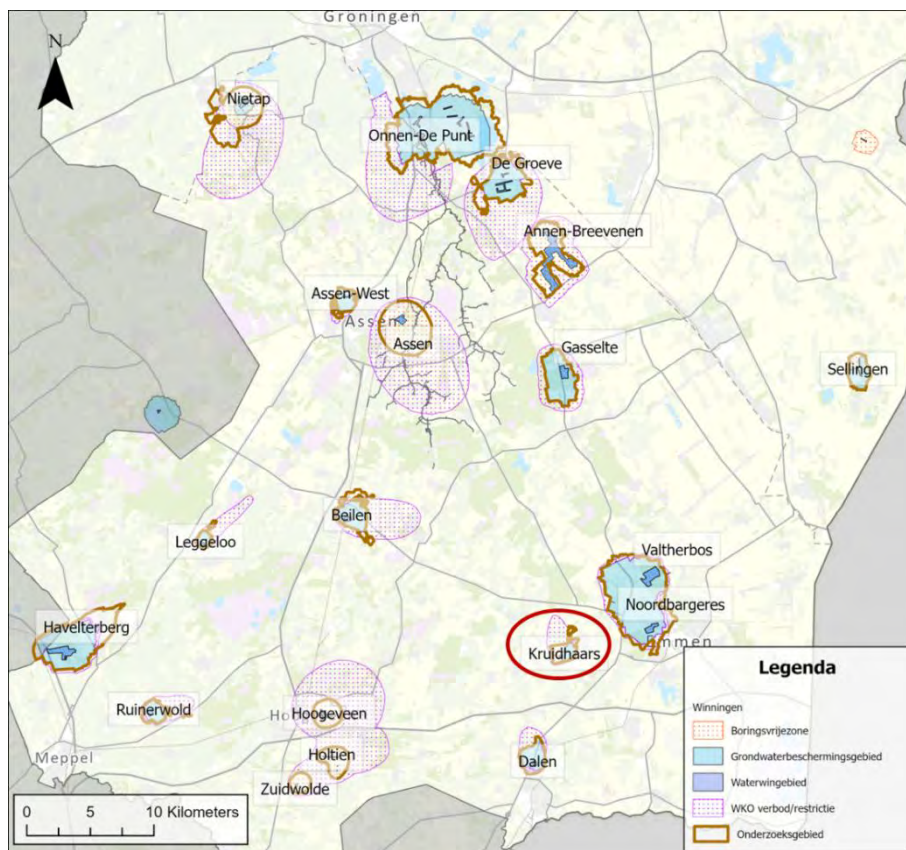 Groningen
N
Nietap
Onnen-De Punt
De Groeve
Annen-Breevenen
Assen-West
Assen
Assen
Gasselte
Sellingen
Beilen
Leggeloo
Valtherbos
Noordbargeres
Havelterberg
mmen
Kruidhaars
Legenda
Winningen
Boringsvrijezone
Grondwaterbeschermingsgebied
Waterwingebied
WKO verbod/restrictie
Onderzoeksgebied
Ruinerwold
Ho
Hoogeveen
Holtien
Dalen
Meppel
Zuidwolde
0 5 10 Kilometers